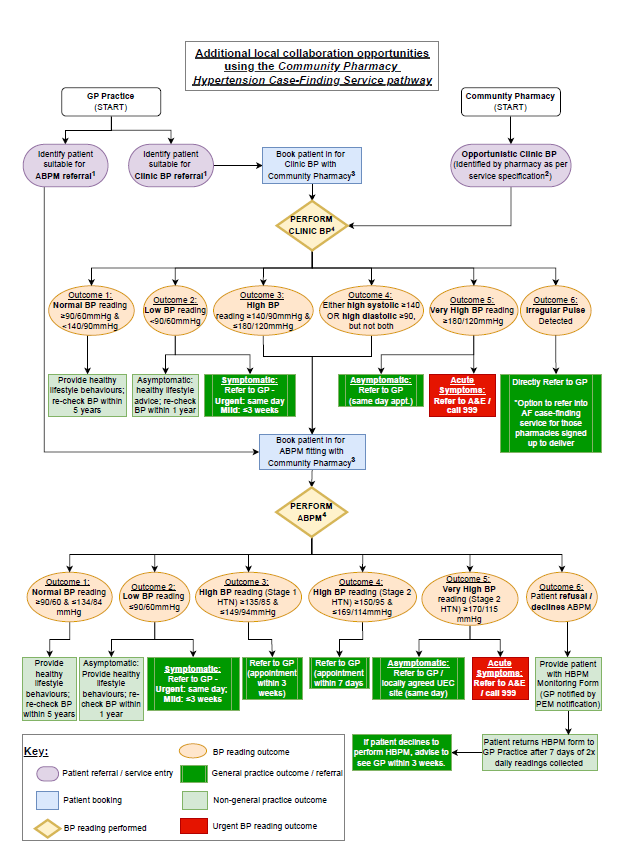 Additional local collaboration opportunities
using the Community Pharmacy
Hypertension Case-Finding Service pathway
GP Practice
(START)
Community Pharmacy
(START)
Identify patient
suitable for
ABPM referral1
Identify patient
suitable for
Clinic BP referral1
Book patient in for
Clinic BP with
Community Pharmacy3
Opportunistic Clinic BP
(Identified by pharmacy as per
service specification2)
PERFORM
CLINIC BP4
Outcome 1:
Normal BP reading
≥90/60mmHg &
<140/90mmHg
Outcome 2:
Low BP reading
<90/60mmHg
Outcome 3:
High BP
reading ≥140/90mmHg &
≤180/120mmHg
Outcome 4:
Either high systolic ≥140
OR high diastolic ≥90,
but not both
Outcome 5:
Very High BP reading
≥180/120mmHg
Outcome 6:
Irregular Pulse
Detected
Provide healthy
lifestyle behaviours;
re-check BP within
5 years
Asymptomatic:
healthy lifestyle
advice; re-check
BP within 1 year
Symptomatic:
Refer to GP -
Urgent: same day
Mild: ≤3 weeks
Asymptomatic:
Refer to GP
(same day appt.)
Acute
Symptoms:
Refer to A&E /
call 999
Directly Refer to GP
*Option to refer into
AF case-finding
service for those
pharmacies signed
up to deliver
Book patient in for
ABPM fitting with
Community Pharmacy3
PERFORM
ABPM4
Outcome 1:
Normal BP reading
≥90/60 & ≤134/84
mmHg
Outcome 2:
Low BP reading
≤90/60mmHg
Outcome 3:
High BP reading (Stage 1
HTN) ≥135/85 &
≤149/94mmHg
Outcome 4:
High BP reading (Stage 2
HTN) ≥150/95 &
≤169/114mmHg
Outcome 5:
Very High BP
reading (Stage 2
HTN) ≥170/115
mmHg
Outcome 6:
Patient refusal /
declines ABPM
Provide
healthy
lifestyle
behaviours;
re-check BP
within 5 years
Asymptomatic:
Provide healthy
lifestyle
behaviours; re-
check BP within
1 year
Symptomatic:
Refer to GP -
Urgent: same day;
Mild: ≤3 weeks
Refer to GP
(appointment
within 3
weeks)
Refer to GP
(appointment
within 7 days
Asymptomatic:
Refer to GP /
locally agreed UEC
site (same day)
Acute
Symptoms:
Refer to A&E
/ call 999
Provide patient
with HBPM
Monitoring Form
(GP notified by
PEM notification)
If patient declines to
perform HBPM, advise to
see GP within 3 weeks.
Patient returns HBPM form to
GP Practice after 7 days of 2x
daily readings collected
Key:
BP reading outcome
Patient referral / service entry
General practice outcome / referral
Patient booking
Non-general practice outcome
BP reading performed
Urgent BP reading outcome